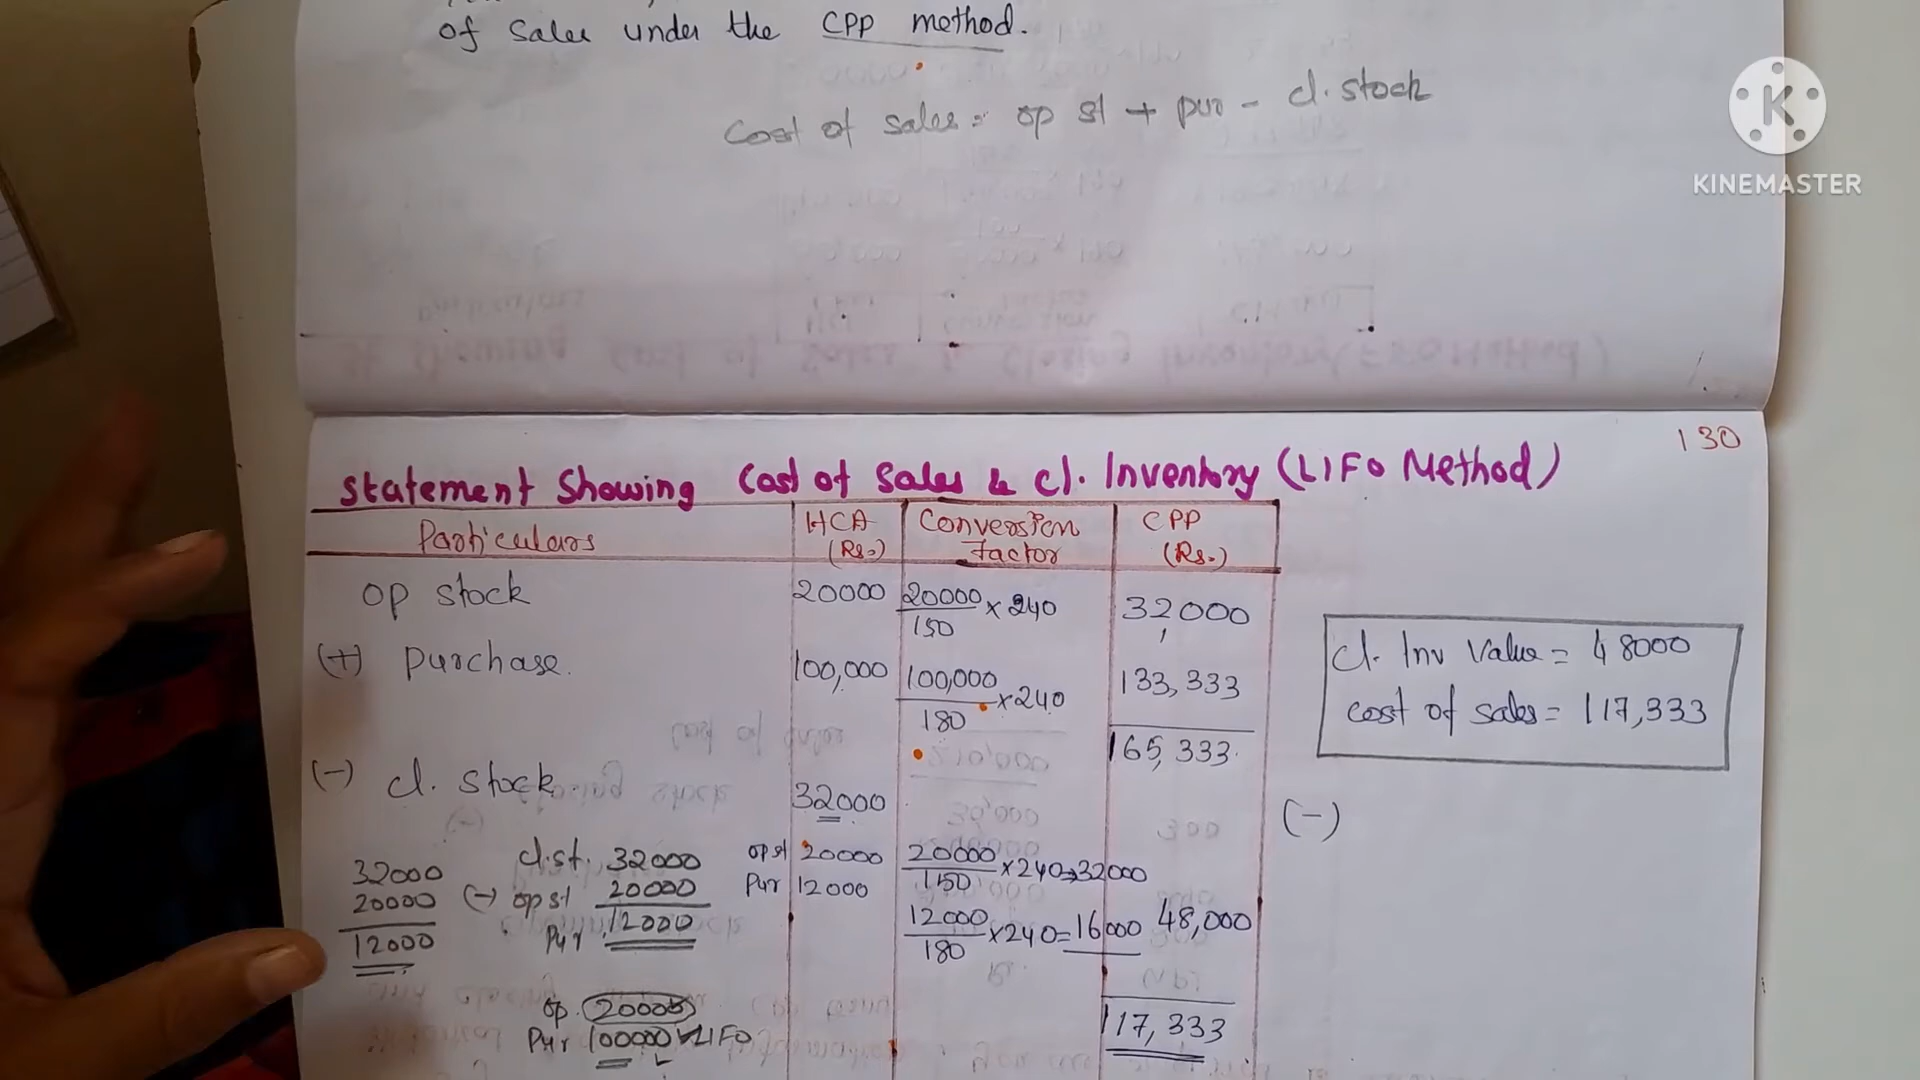 of Sales under the CPP method.
Cost of sales = op st + pur - cl. stock
KINEMASTER
130
Statement Showing Cost of Sales & cl. Inventory (LIFO Method)
Particulars HCA (Rs.) Conversion factor CPP (Rs.)
op stock 20000 20000/150 × 240 32000
(+) purchase. 100,000 100,000/180 × 240 133,333
165,333
(-) cl. stock 32000
cl. Inv Value = 48000
cost of sales = 117,333
(-)
32000
20000
12000
cl.st. 32000
(-) op st 20000
Pur 12000
op st 20000 20000/150 × 240 → 32000
Pur 12000 12000/180 × 240 = 16000 48,000
op. 20000
Pur 100000 LIFO
117,333